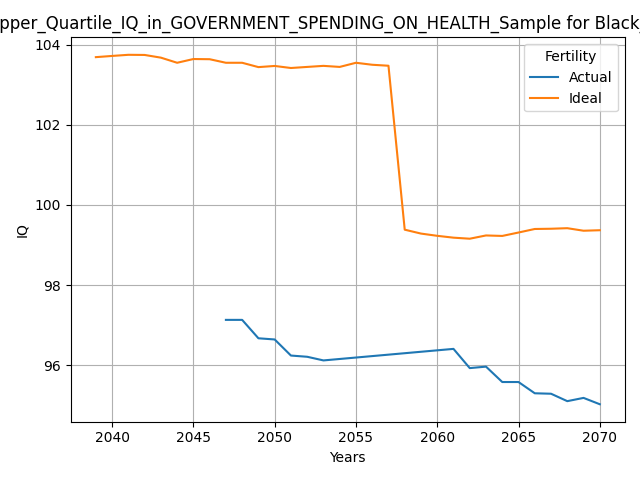 pper_Quartile_IQ_in_GOVERNMENT_SPENDING_ON_HEALTH_Sample for Black_
104
102
100
98
96
IQ
Fertility
Actual
Ideal
2040
2045
2050
2055
2060
2065
2070
Years